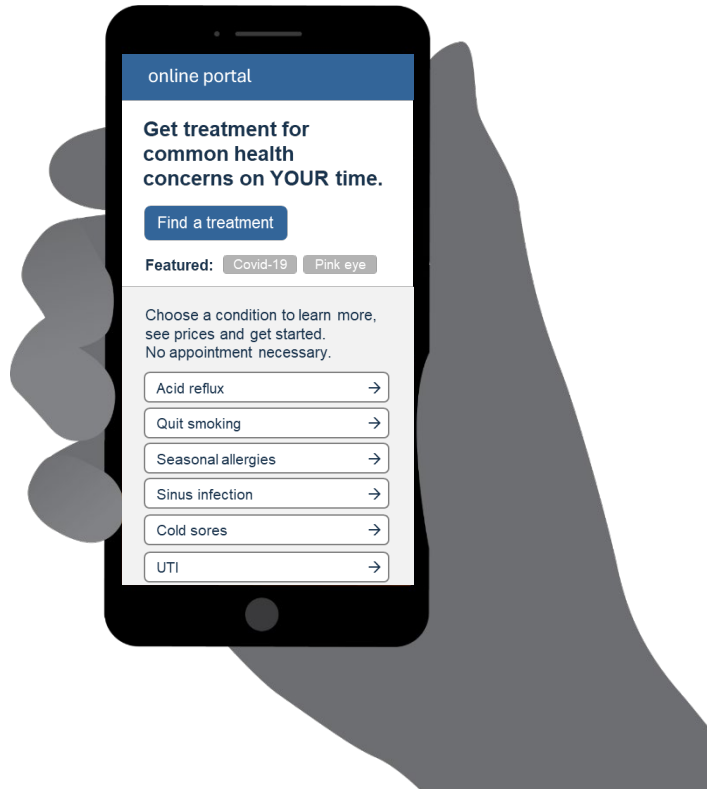 online portal
Get treatment for
common health
concerns on YOUR time.
Find a treatment
Featured: Covid-19 Pink eye
Choose a condition to learn more,
see prices and get started.
No appointment necessary.
Acid reflux
Quit smoking
Seasonal allergies
Sinus infection
Cold sores
UTI